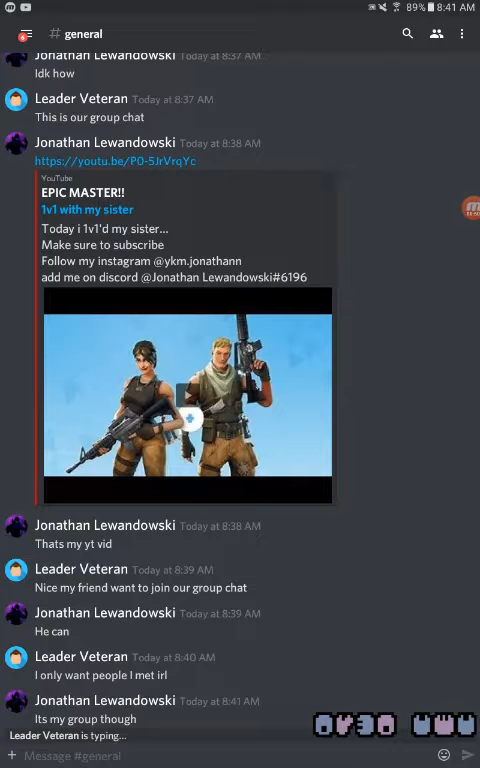 89% 8:41 AM
# general
6
Jonathan Lewandowski Today at 8:37 AM
Idk how
Leader Veteran Today at 8:37 AM
This is our group chat
Jonathan Lewandowski Today at 8:38 AM
https://youtu.be/P0-5JrVrqYc
YouTube
EPIC MASTER!!
1v1 with my sister
Today i 1v1'd my sister...
Make sure to subscribe
Follow my instagram @ykm.jonathann
add me on discord @Jonathan Lewandowski#6196
Jonathan Lewandowski Today at 8:38 AM
Thats my yt vid
Leader Veteran Today at 8:39 AM
Nice my friend want to join our group chat
Jonathan Lewandowski Today at 8:39 AM
He can
Leader Veteran Today at 8:40 AM
I only want people I met irl
Jonathan Lewandowski Today at 8:41 AM
Its my group though
Leader Veteran is typing...
Message #general